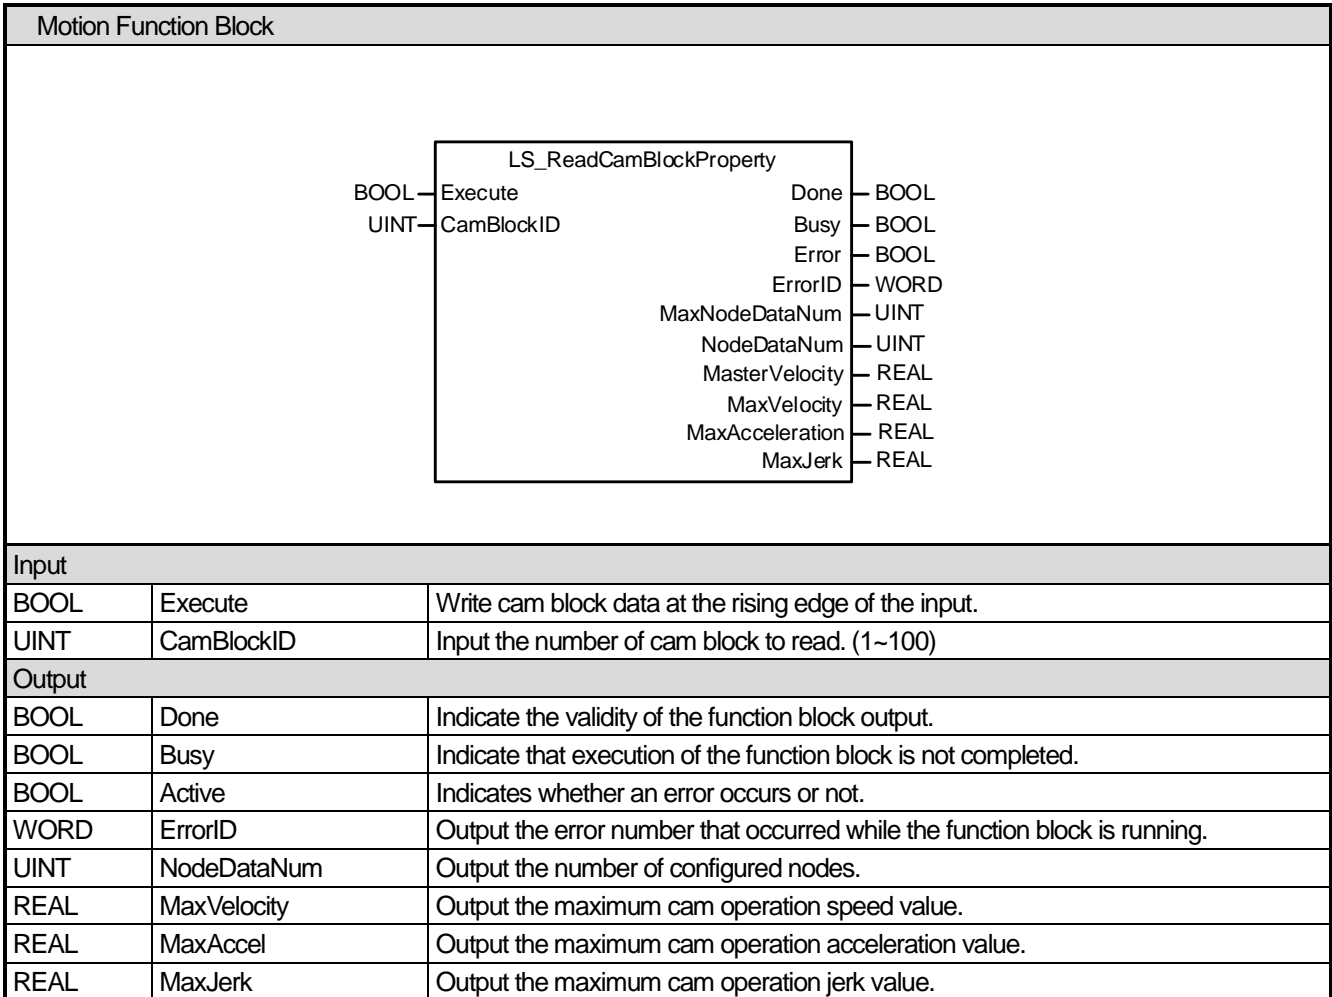 Motion Function Block
LS_ReadCamBlockProperty
BOOL Execute Done BOOL
UINT CamBlockID Busy BOOL
Error BOOL
ErrorID WORD
MaxNodeDataNum UINT
NodeDataNum UINT
MasterVelocity REAL
MaxVelocity REAL
MaxAcceleration REAL
MaxJerk REAL
Input
BOOL Execute Write cam block data at the rising edge of the input.
UINT CamBlockID Input the number of cam block to read. (1~100)
Output
BOOL Done Indicate the validity of the function block output.
BOOL Busy Indicate that execution of the function block is not completed.
BOOL Active Indicates whether an error occurs or not.
WORD ErrorID Output the error number that occurred while the function block is running.
UINT NodeDataNum Output the number of configured nodes.
REAL MaxVelocity Output the maximum cam operation speed value.
REAL MaxAccel Output the maximum cam operation acceleration value.
REAL MaxJerk Output the maximum cam operation jerk value.